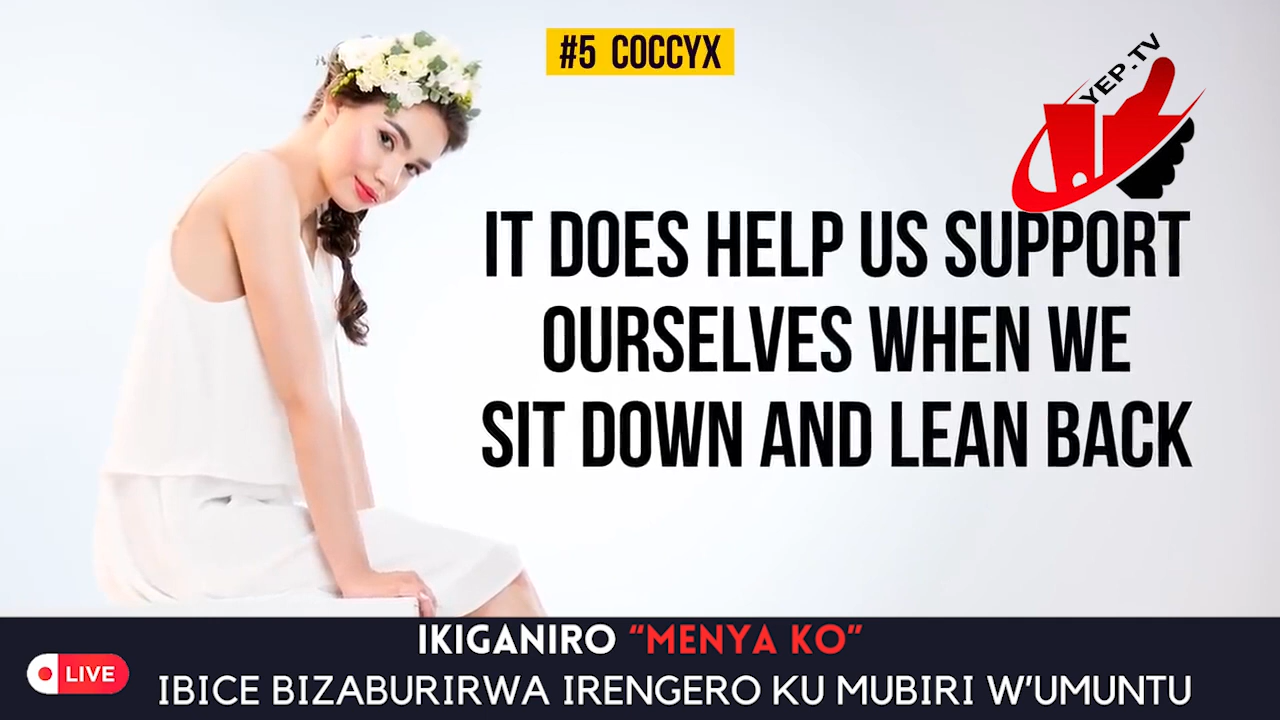 #5 COCCYX
YEP.TV
IT DOES HELP US SUPPORT
OURSELVES WHEN WE
SIT DOWN AND LEAN BACK
IKIGANIRO “MENYA KO”
LIVE
IBICE BIZABURIRWA IRENGERO KU MUBIRI W’UMUNTU